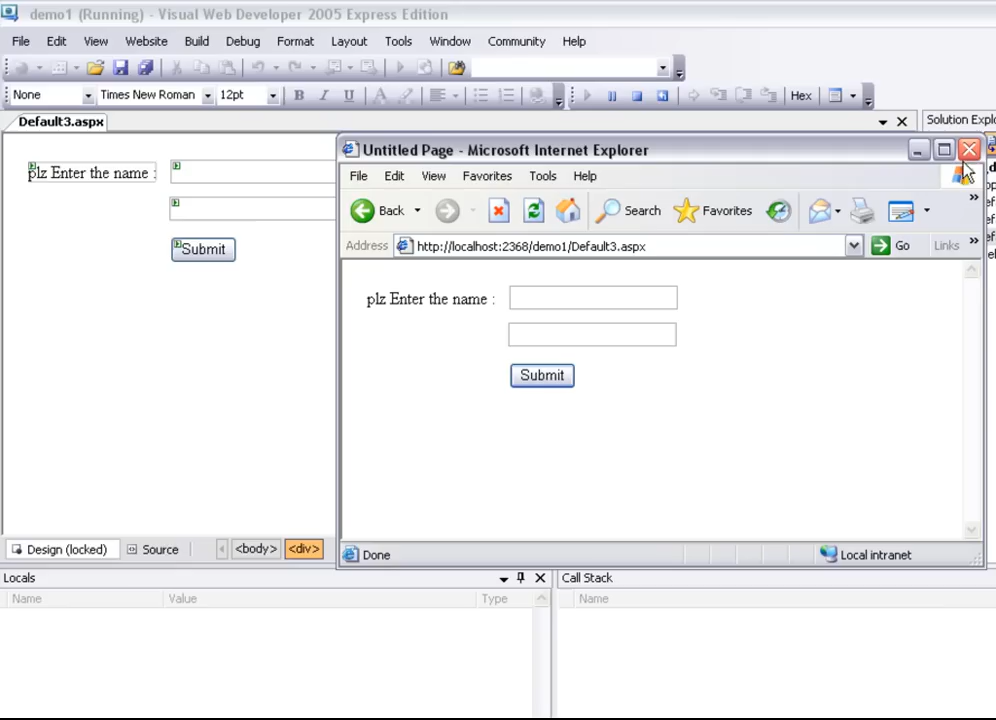 demo1 (Running) - Visual Web Developer 2005 Express Edition
File Edit View Website Build Debug Format Layout Tools Window Community Help
None Times New Roman 12pt B I U A Hex
Default3.aspx
Solution Explo
plz Enter the name :
Submit
Untitled Page - Microsoft Internet Explorer
File Edit View Favorites Tools Help
Back Search Favorites
Address http://localhost:2368/demo1/Default3.aspx Go Links
plz Enter the name :
Submit
Done Local intranet
Design (locked) Source <body> <div>
Locals
Name Value Type
Call Stack
Name